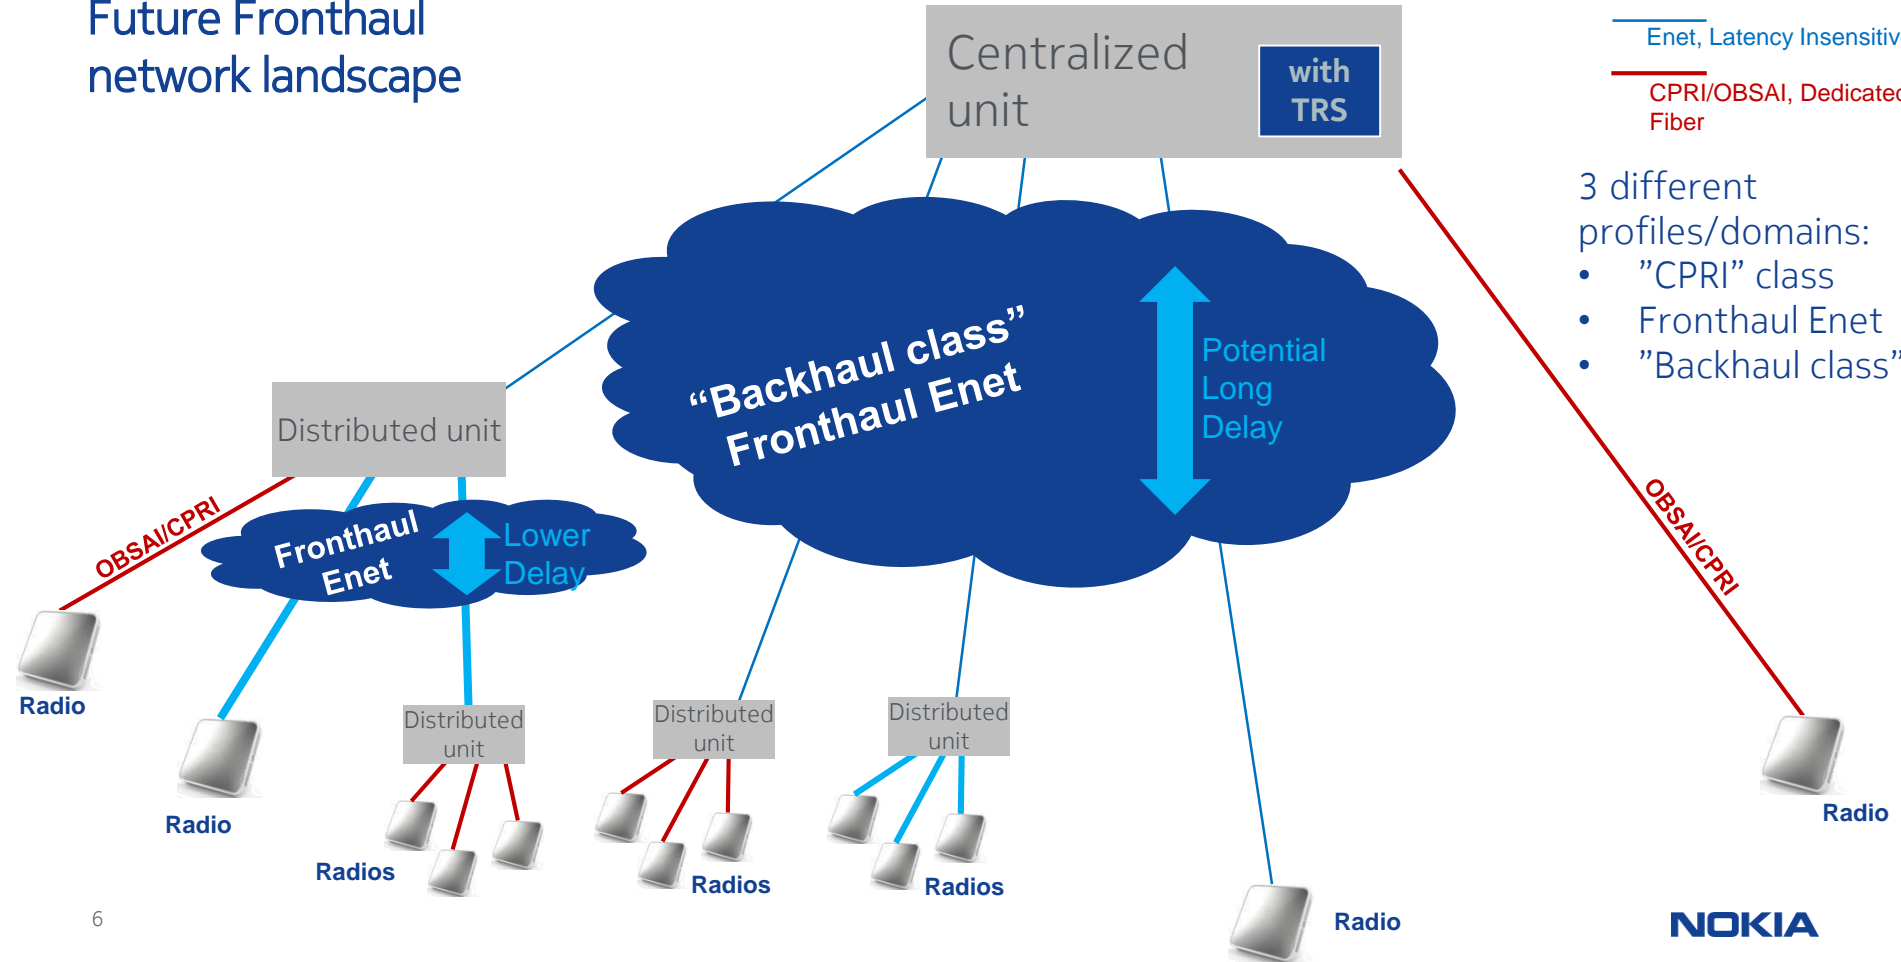 Future Fronthaul
network landscape
Centralized
unit
with
TRS
Enet, Latency Insensitiv
CPRI/OBSAI, Dedicated
Fiber
3 different
profiles/domains:
• ”CPRI” class
• Fronthaul Enet
• ”Backhaul class”
“Backhaul class”
Fronthaul Enet
Potential
Long
Delay
Distributed unit
OBSAI/CPRI
Fronthaul
Enet
Lower
Delay
OBSAI/CPRI
Radio
Radio
Distributed
unit
Radios
Distributed
unit
Radios
Distributed
unit
Radios
Radio
Radio
6
NOKIA